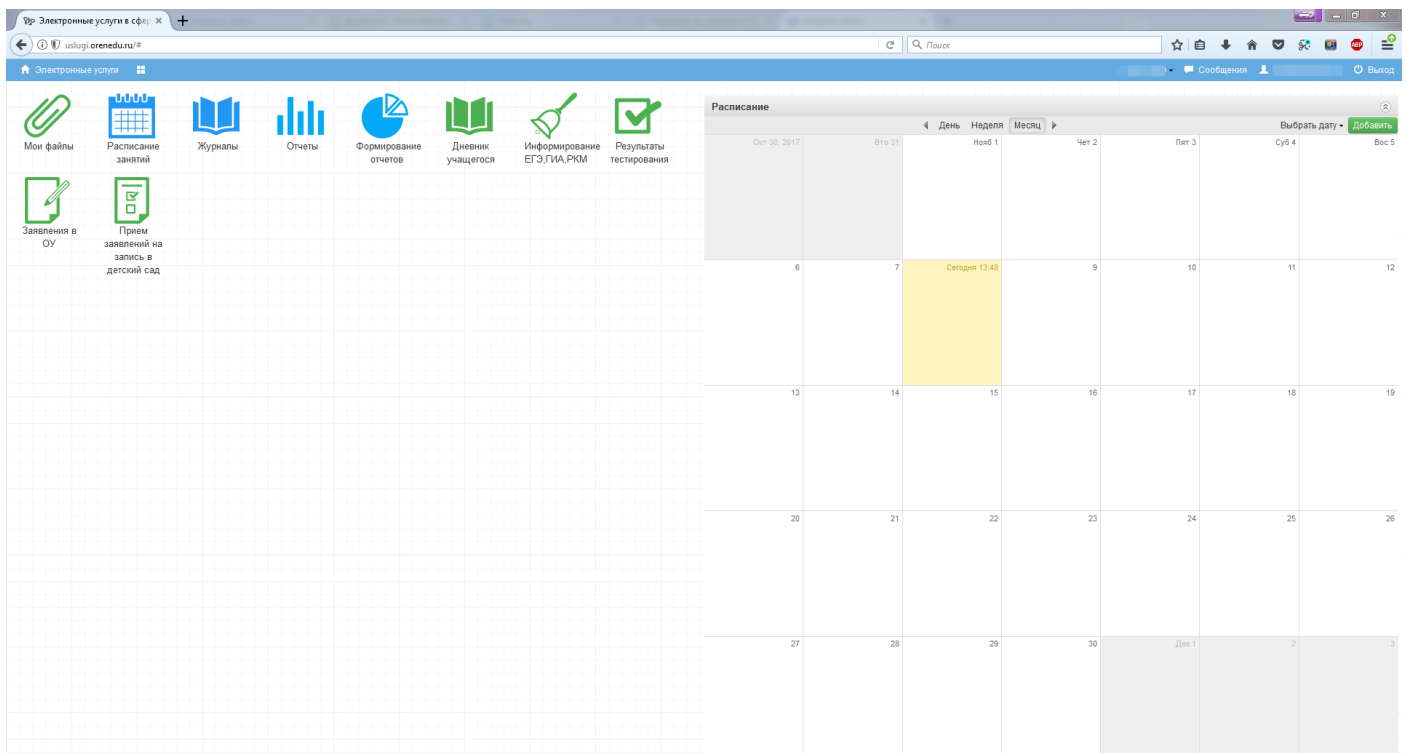 Электронные услуги в сфер
uslugi.orenedu.ru/#
Поиск
ABP
Электронные услуги
Сообщения
Выход
Мои файлы
Расписание
занятий
Журналы
Отчеты
Формирование
отчетов
Дневник
учащегося
Информирование
ЕГЭ,ГИА,РКМ
Результаты
тестирования
Заявления в
ОУ
Прием
заявлений на
запись в
детский сад
Расписание
День Неделя Месяц
Выбрать дату
Добавить
Окт 30, 2017 Вто 31 Нояб 1 Чет 2 Пят 3 Суб 4 Вос 5
6 7 Сегодня 13:48 9 10 11 12
13 14 15 16 17 18 19
20 21 22 23 24 25 26
27 28 29 30 Дек 1 2 3